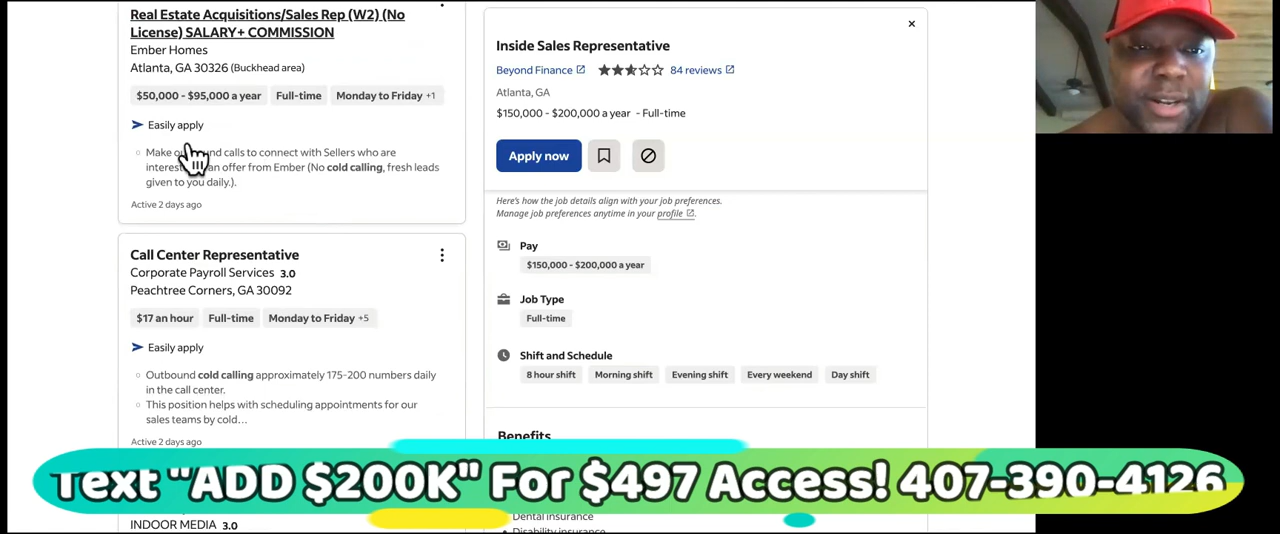 Real Estate Acquisitions/Sales Rep (W2) (No
License) SALARY+ COMMISSION
Ember Homes
Atlanta, GA 30326 (Buckhead area)
$50,000 - $95,000 a year
Full-time
Monday to Friday +1
Easily apply
calls to connect with Sellers who are
an offer from Ember (No cold calling, fresh leads
given to you daily.).
Active 2 days ago
Call Center Representative
Corporate Payroll Services 3.0
Peachtree Corners, GA 30092
$17 an hour
Full-time
Monday to Friday +5
Easily apply
Outbound cold calling approximately 175-200 numbers daily
in the call center.
This position helps with scheduling appointments for our
sales teams by cold...
Active 2 days ago
INDOOR MEDIA 3.0
Inside Sales Representative
Beyond Finance
84 reviews
Atlanta, GA
$150,000 - $200,000 a year - Full-time
Apply now
Here's how the job details align with your job preferences.
Manage job preferences anytime in your profile.
Pay
$150,000 - $200,000 a year
Job Type
Full-time
Shift and Schedule
8 hour shift
Morning shift
Evening shift
Every weekend
Day shift
Benefits
Dental insurance
Disability insurance
Text "ADD $200K" For $497 Access! 407-390-4126